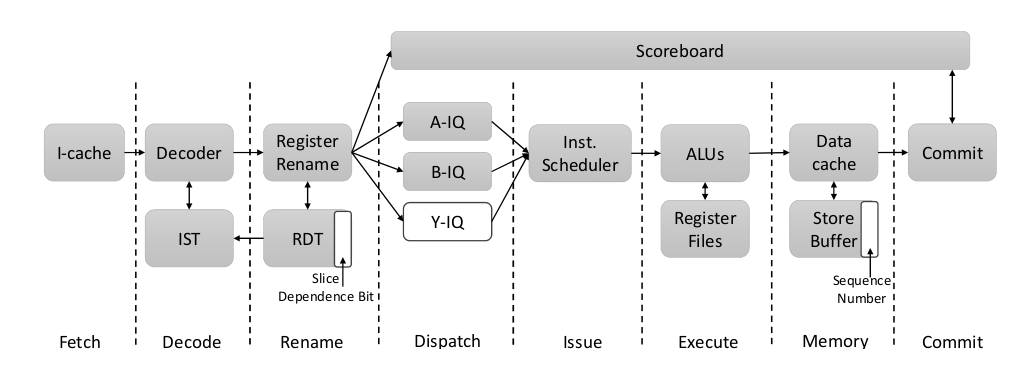 Scoreboard
I-cache
Decoder
Register
Rename
A-IQ
B-IQ
Y-IQ
Inst.
Scheduler
ALUs
Data
cache
Commit
IST
RDT
Register
Files
Store
Buffer
Slice
Dependence Bit
Sequence
Number
Fetch
Decode
Rename
Dispatch
Issue
Execute
Memory
Commit